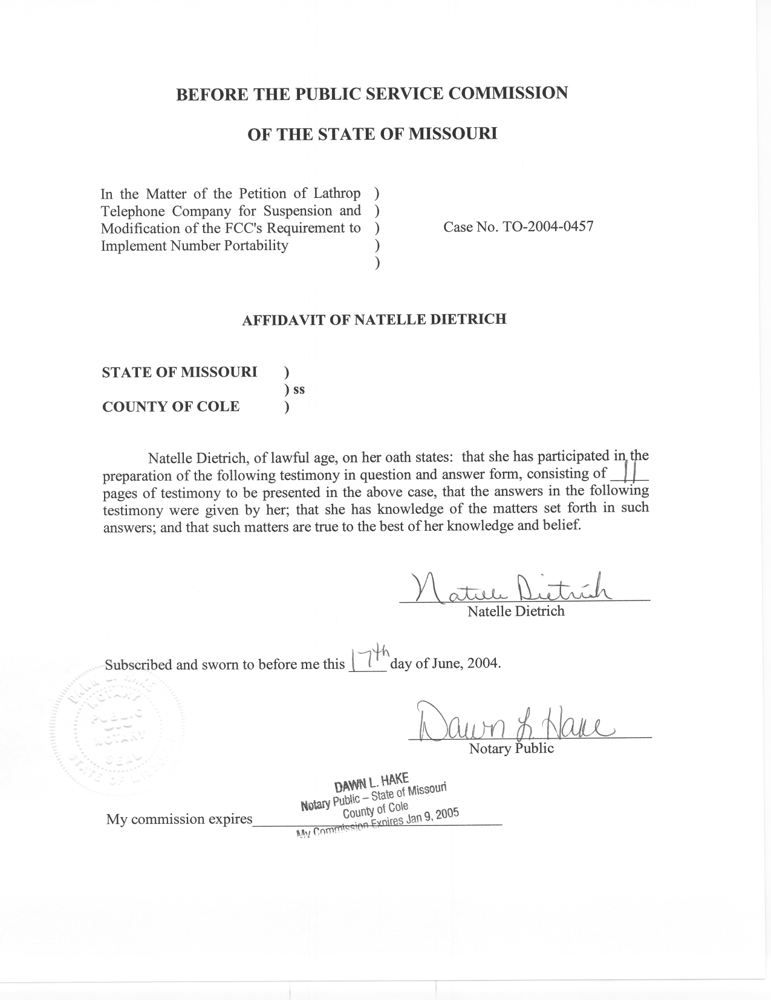 BEFORE THE PUBLIC SERVICE COMMISSION
OF THE STATE OF MISSOURI
In the Matter of the Petition of Lathrop )
Telephone Company for Suspension and )
Modification of the FCC's Requirement to ) Case No. TO-2004-0457
Implement Number Portability )
)
AFFIDAVIT OF NATELLE DIETRICH
STATE OF MISSOURI )
) ss
COUNTY OF COLE )
Natelle Dietrich, of lawful age, on her oath states: that she has participated in the
preparation of the following testimony in question and answer form, consisting of 11
pages of testimony to be presented in the above case, that the answers in the following
testimony were given by her; that she has knowledge of the matters set forth in such
answers; and that such matters are true to the best of her knowledge and belief.
Natelle Dietrich
Natelle Dietrich
Subscribed and sworn to before me this 17th day of June, 2004.
DAWN L. HAKE
NOTARY
PUBLIC
NOTARY
SEAL
STATE OF
Dawn L. Hake
Notary Public
DAWN L. HAKE
Notary Public – State of Missouri
County of Cole
My commission expires
My Commission Expires Jan 9, 2005